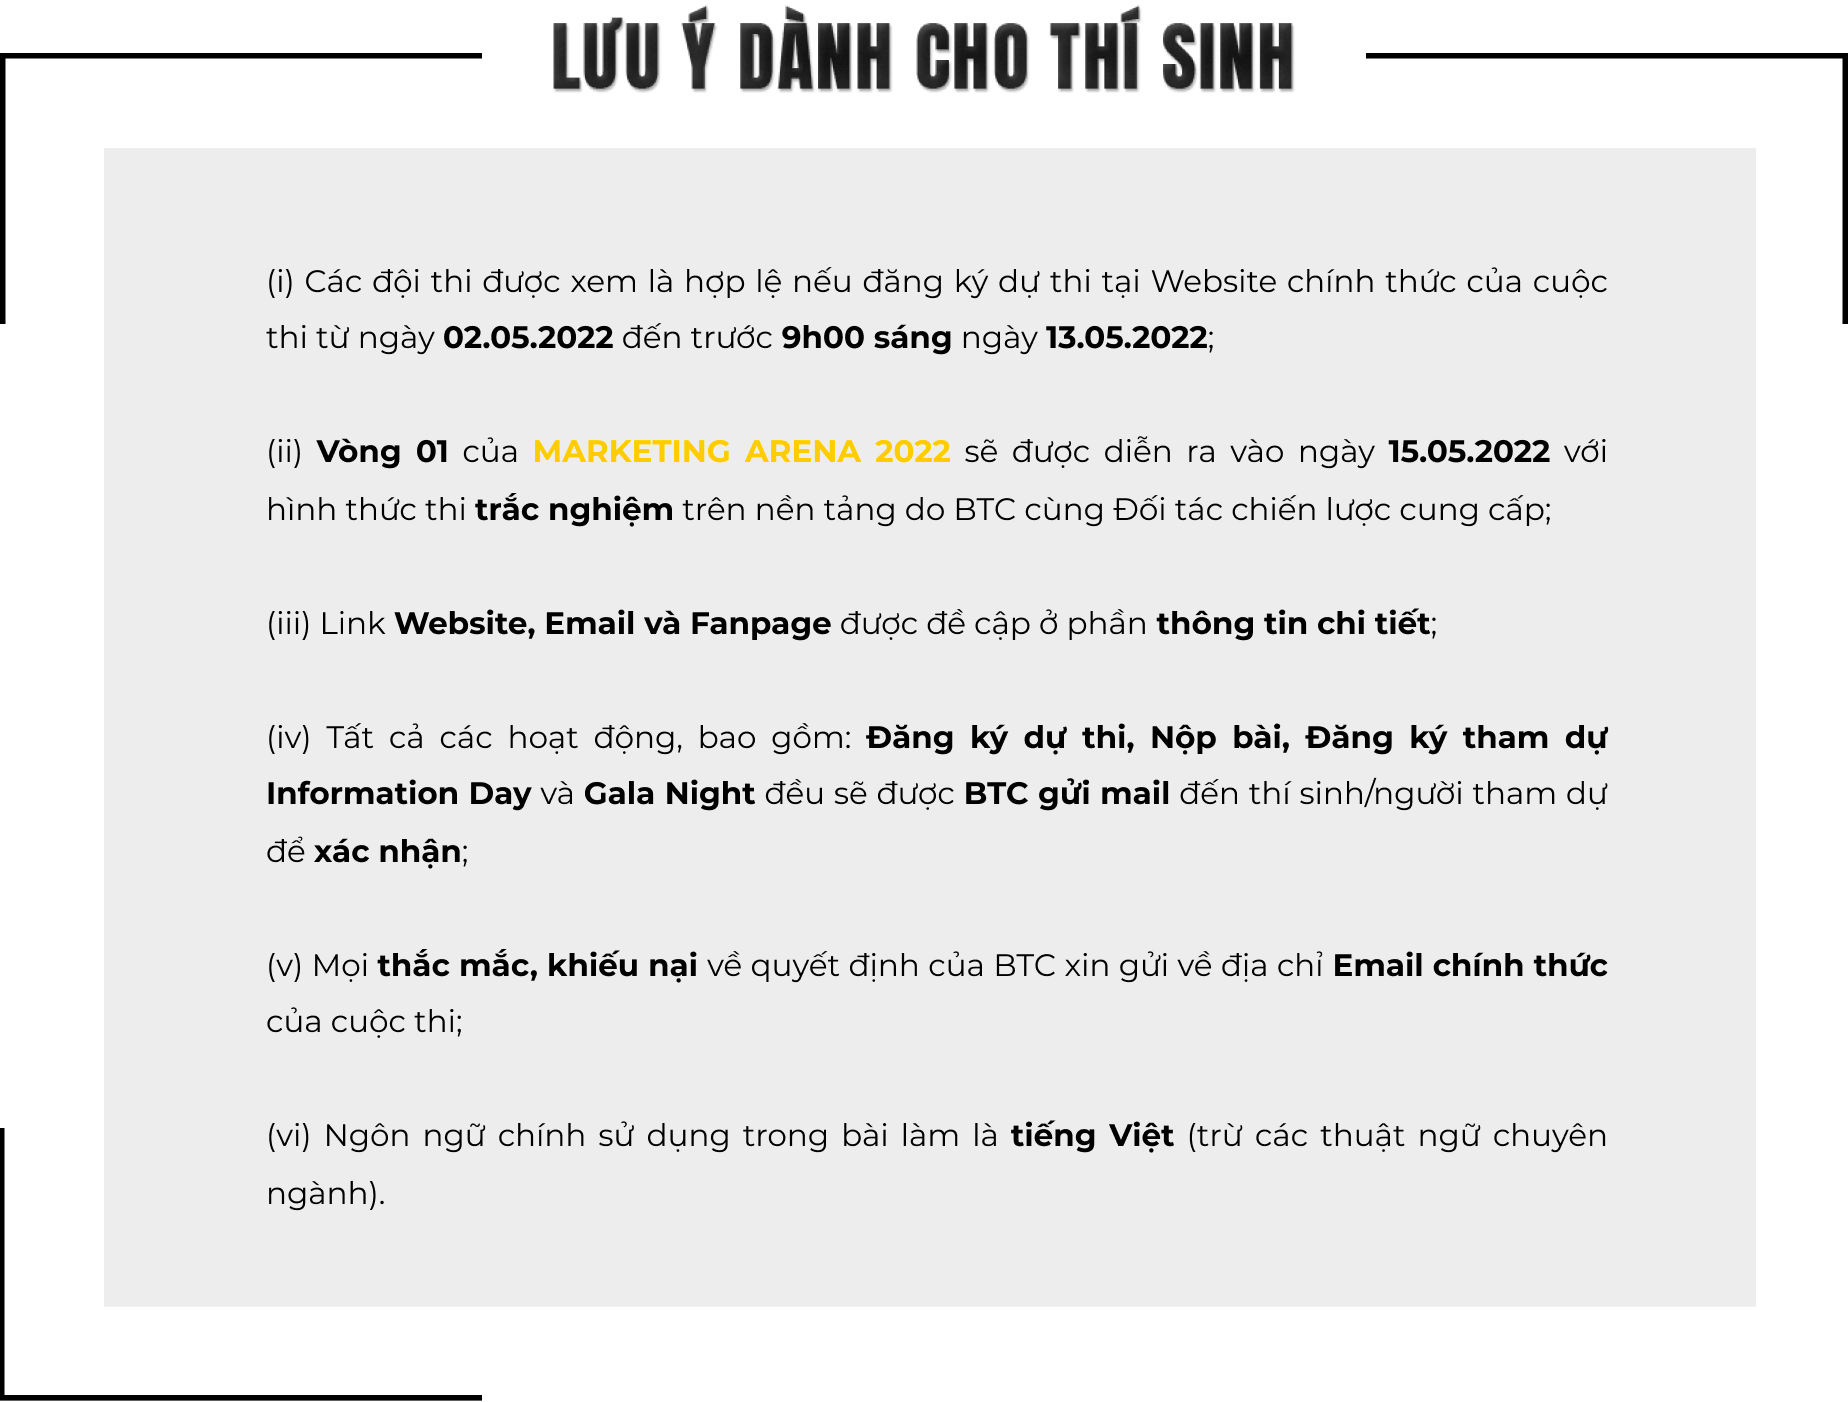 LƯU Ý DÀNH CHO THÍ SINH
(i) Các đội thi được xem là hợp lệ nếu đăng ký dự thi tại Website chính thức của cuộc
thi từ ngày 02.05.2022 đến trước 9h00 sáng ngày 13.05.2022;
(ii) Vòng 01 của MARKETING ARENA 2022 sẽ được diễn ra vào ngày 15.05.2022 với
hình thức thi trắc nghiệm trên nền tảng do BTC cùng Đối tác chiến lược cung cấp;
(iii) Link Website, Email và Fanpage được đề cập ở phần thông tin chi tiết;
(iv) Tất cả các hoạt động, bao gồm: Đăng ký dự thi, Nộp bài, Đăng ký tham dự
Information Day và Gala Night đều sẽ được BTC gửi mail đến thí sinh/người tham dự
để xác nhận;
(v) Mọi thắc mắc, khiếu nại về quyết định của BTC xin gửi về địa chỉ Email chính thức
của cuộc thi;
(vi) Ngôn ngữ chính sử dụng trong bài làm là tiếng Việt (trừ các thuật ngữ chuyên
ngành).